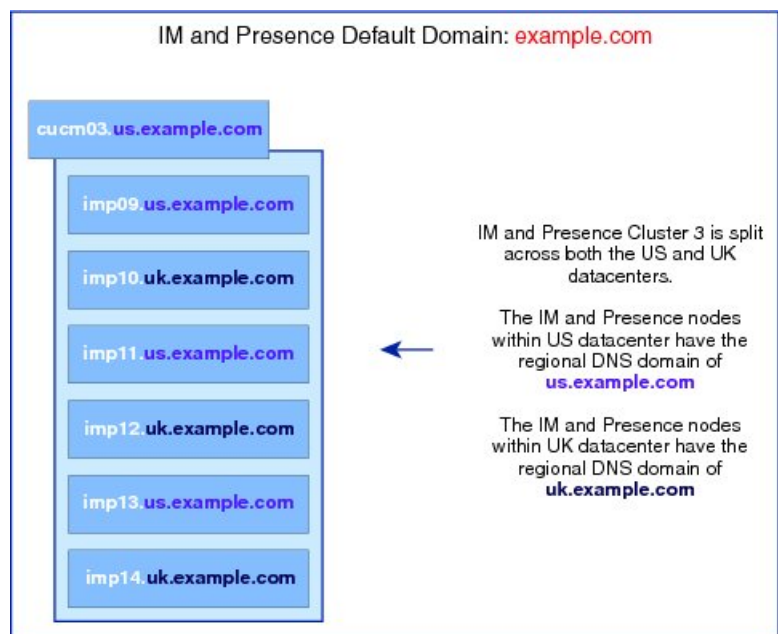 IM and Presence Default Domain: example.com
cucm03.us.example.com
imp09.us.example.com
imp10.uk.example.com
imp11.us.example.com
imp12.uk.example.com
imp13.us.example.com
imp14.uk.example.com
IM and Presence Cluster 3 is split
across both the US and UK
datacenters.
The IM and Presence nodes
within US datacenter have the
regional DNS domain of
us.example.com
The IM and Presence nodes
within UK datacenter have the
regional DNS domain of
uk.example.com